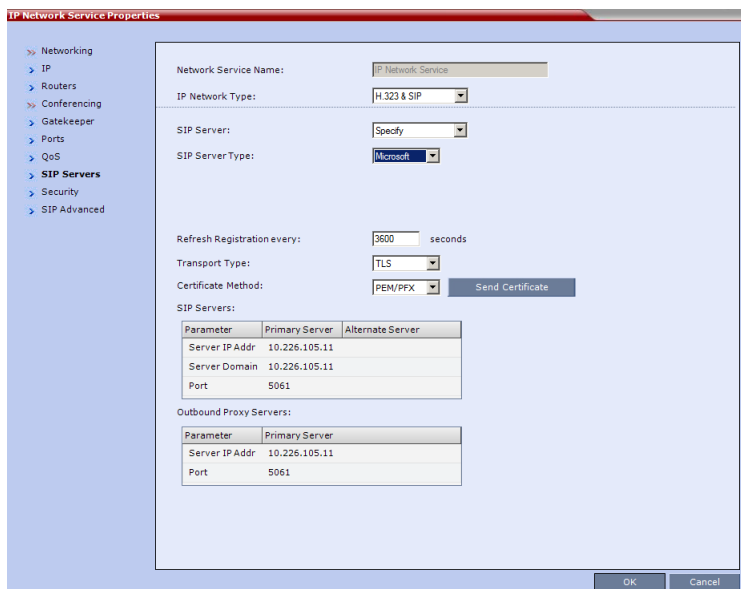 IP Network Service Properties
Networking
IP
Routers
Conferencing
Gatekeeper
Ports
QoS
SIP Servers
Security
SIP Advanced
Network Service Name: IP Network Service
IP Network Type: H.323 & SIP
SIP Server: Specify
SIP Server Type: Microsoft
Refresh Registration every: 3600 seconds
Transport Type: TLS
Certificate Method: PEM/PFX Send Certificate
SIP Servers:
Parameter Primary Server Alternate Server
Server IP Addr 10.226.105.11
Server Domain 10.226.105.11
Port 5061
Outbound Proxy Servers:
Parameter Primary Server
Server IP Addr 10.226.105.11
Port 5061
OK Cancel